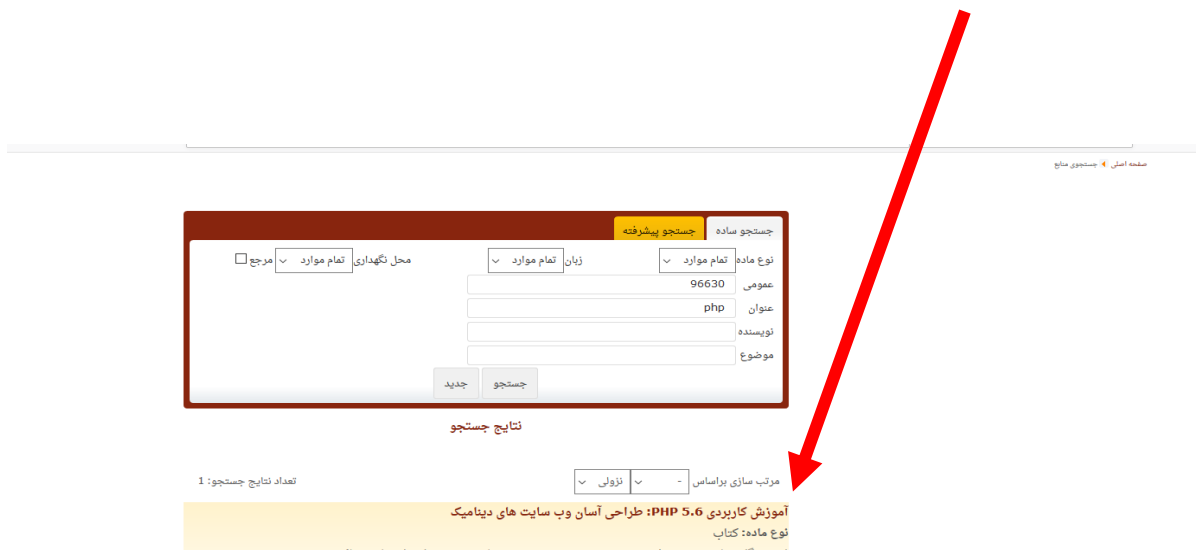 صفحه اصلی جستجوی منابع
جستجو ساده جستجو پیشرفته
نوع ماده تمام موارد زبان تمام موارد محل نگهداری تمام موارد مرجع
عمومی 96630
عنوان php
نویسنده
موضوع
جستجو جدید
نتایج جستجو
مرتب سازی براساس - نزولی تعداد نتایج جستجو: 1
آموزش کاربردی PHP 5.6: طراحی آسان وب سایت های دینامیک
نوع ماده: کتاب